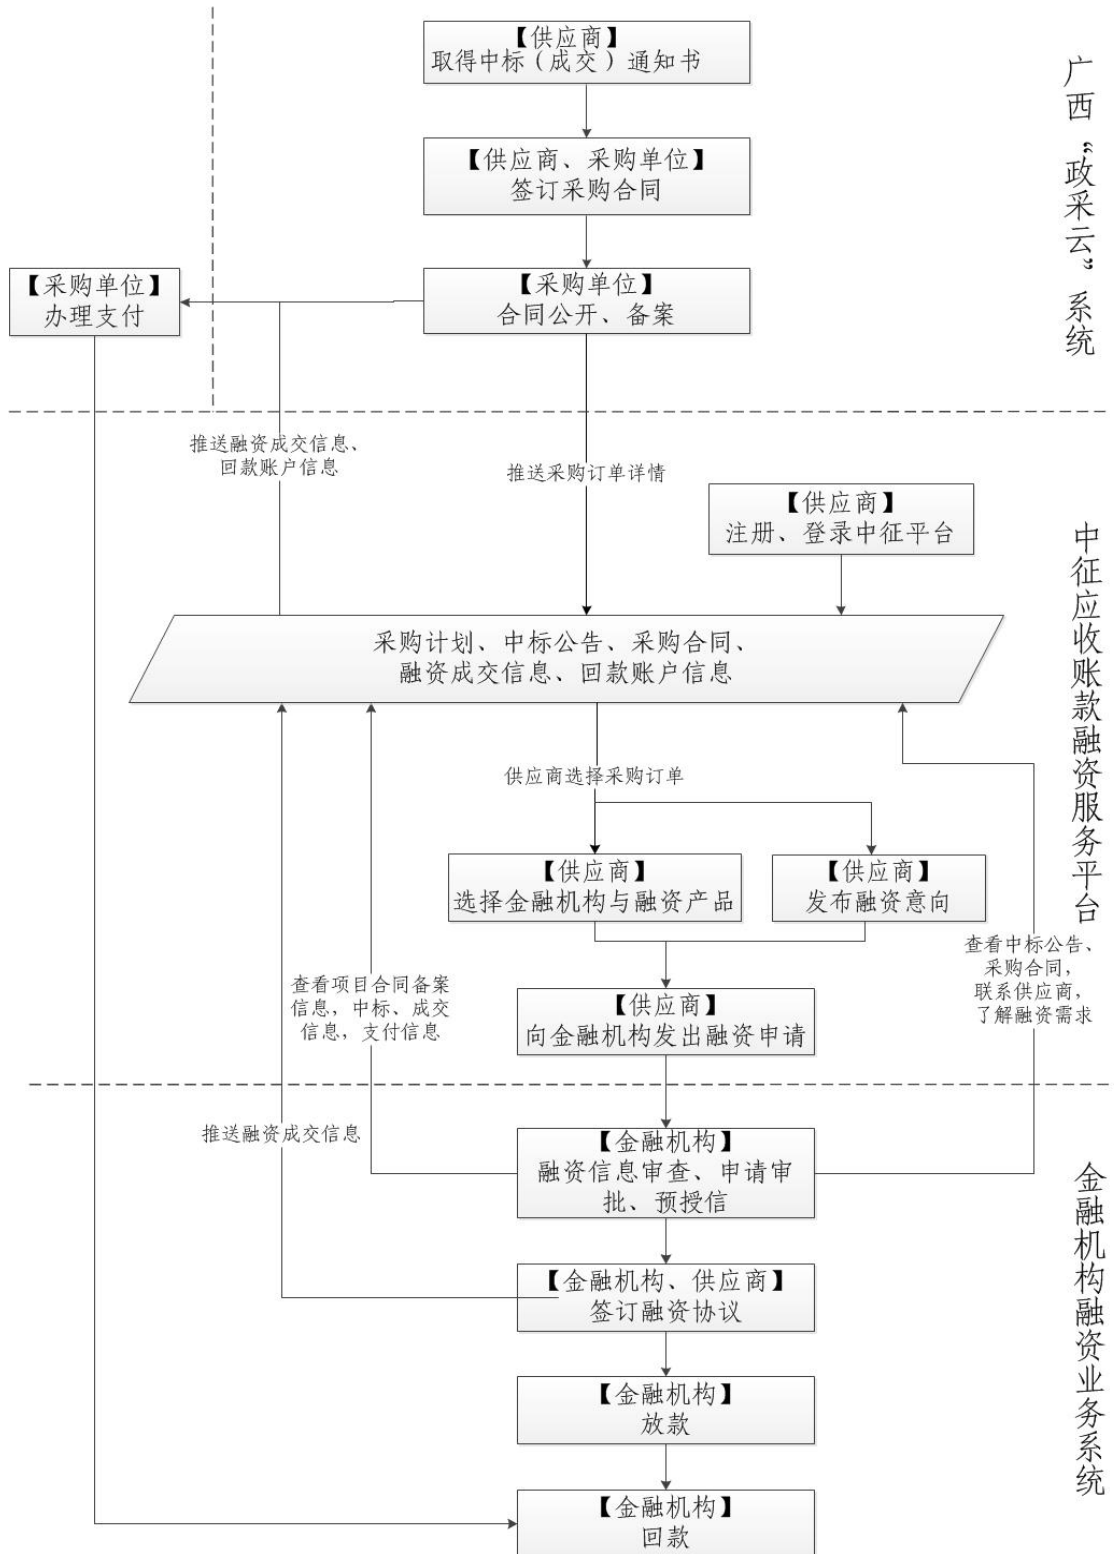 【供应商】
取得中标（成交）通知书
【供应商、采购单位】
签订采购合同
【采购单位】
合同公开、备案
【采购单位】
办理支付
广西“政采云”系统
推送融资成交信息、
回款账户信息
推送采购订单详情
【供应商】
注册、登录中征平台
采购计划、中标公告、采购合同、
融资成交信息、回款账户信息
供应商选择采购订单
【供应商】
选择金融机构与融资产品
【供应商】
发布融资意向
中征应收账款融资服务平台
查看项目合同备案
信息，中标、成交
信息，支付信息
【供应商】
向金融机构发出融资申请
查看中标公告、
采购合同，
联系供应商，
了解融资需求
推送融资成交信息
【金融机构】
融资信息审查、申请审
批、预授信
【金融机构、供应商】
签订融资协议
【金融机构】
放款
【金融机构】
回款
金融机构融资业务系统